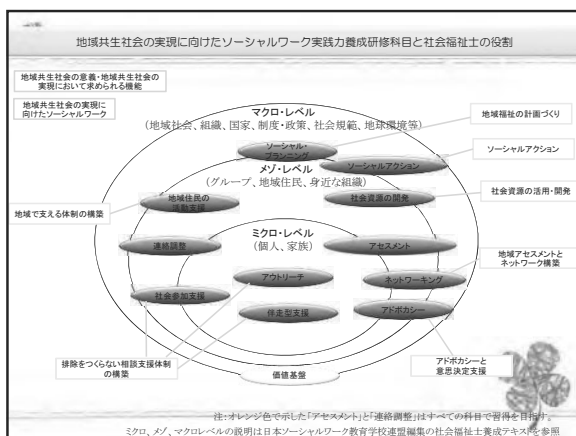 地域共生社会の実現に向けたソーシャルワーク実践力養成研修科目と社会福祉士の役割
地域共生社会の意義・地域共生社会の
実現において求められる機能
地域共生社会の実現に
向けたソーシャルワーク
マクロ・レベル
(地域社会、組織、国家、制度・政策、社会規範、地球環境等)
地域福祉の計画づくり
ソーシャル・
プランニング
ソーシャルアクション
ソーシャルアクション
メゾ・レベル
(グループ、地域住民、身近な組織)
地域住民の
活動支援
社会資源の開発
社会資源の活用・開発
地域で支える体制の構築
ミクロ・レベル
(個人、家族)
連絡調整
アセスメント
地域アセスメントと
ネットワーク構築
アウトリーチ
ネットワーキング
社会参加支援
伴走型支援
アドボカシー
排除をつくらない相談支援体制
の構築
アドボカシーと
意思決定支援
価値基盤
注:オレンジ色で示した「アセスメント」と「連絡調整」はすべての科目で習得を目指す。
ミクロ、メゾ、マクロレベルの説明は日本ソーシャルワーク教育学校連盟編集の社会福祉士養成テキストを参照